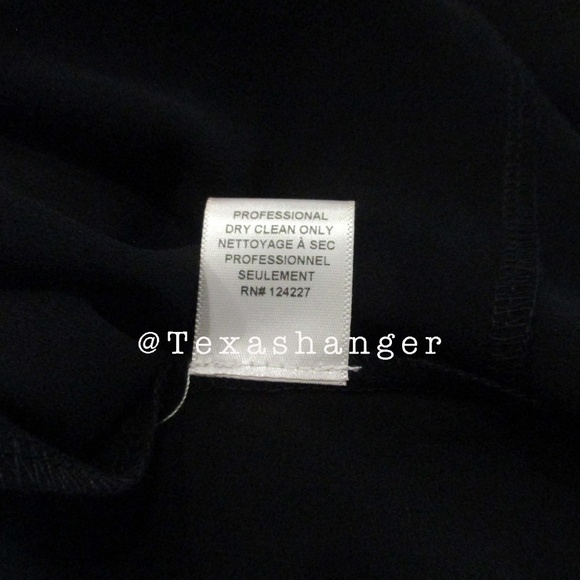 PROFESSIONAL
DRY CLEAN ONLY
NETTOYAGE À SEC
PROFESSIONNEL
SEULEMENT
RN# 124227
@Texashanger